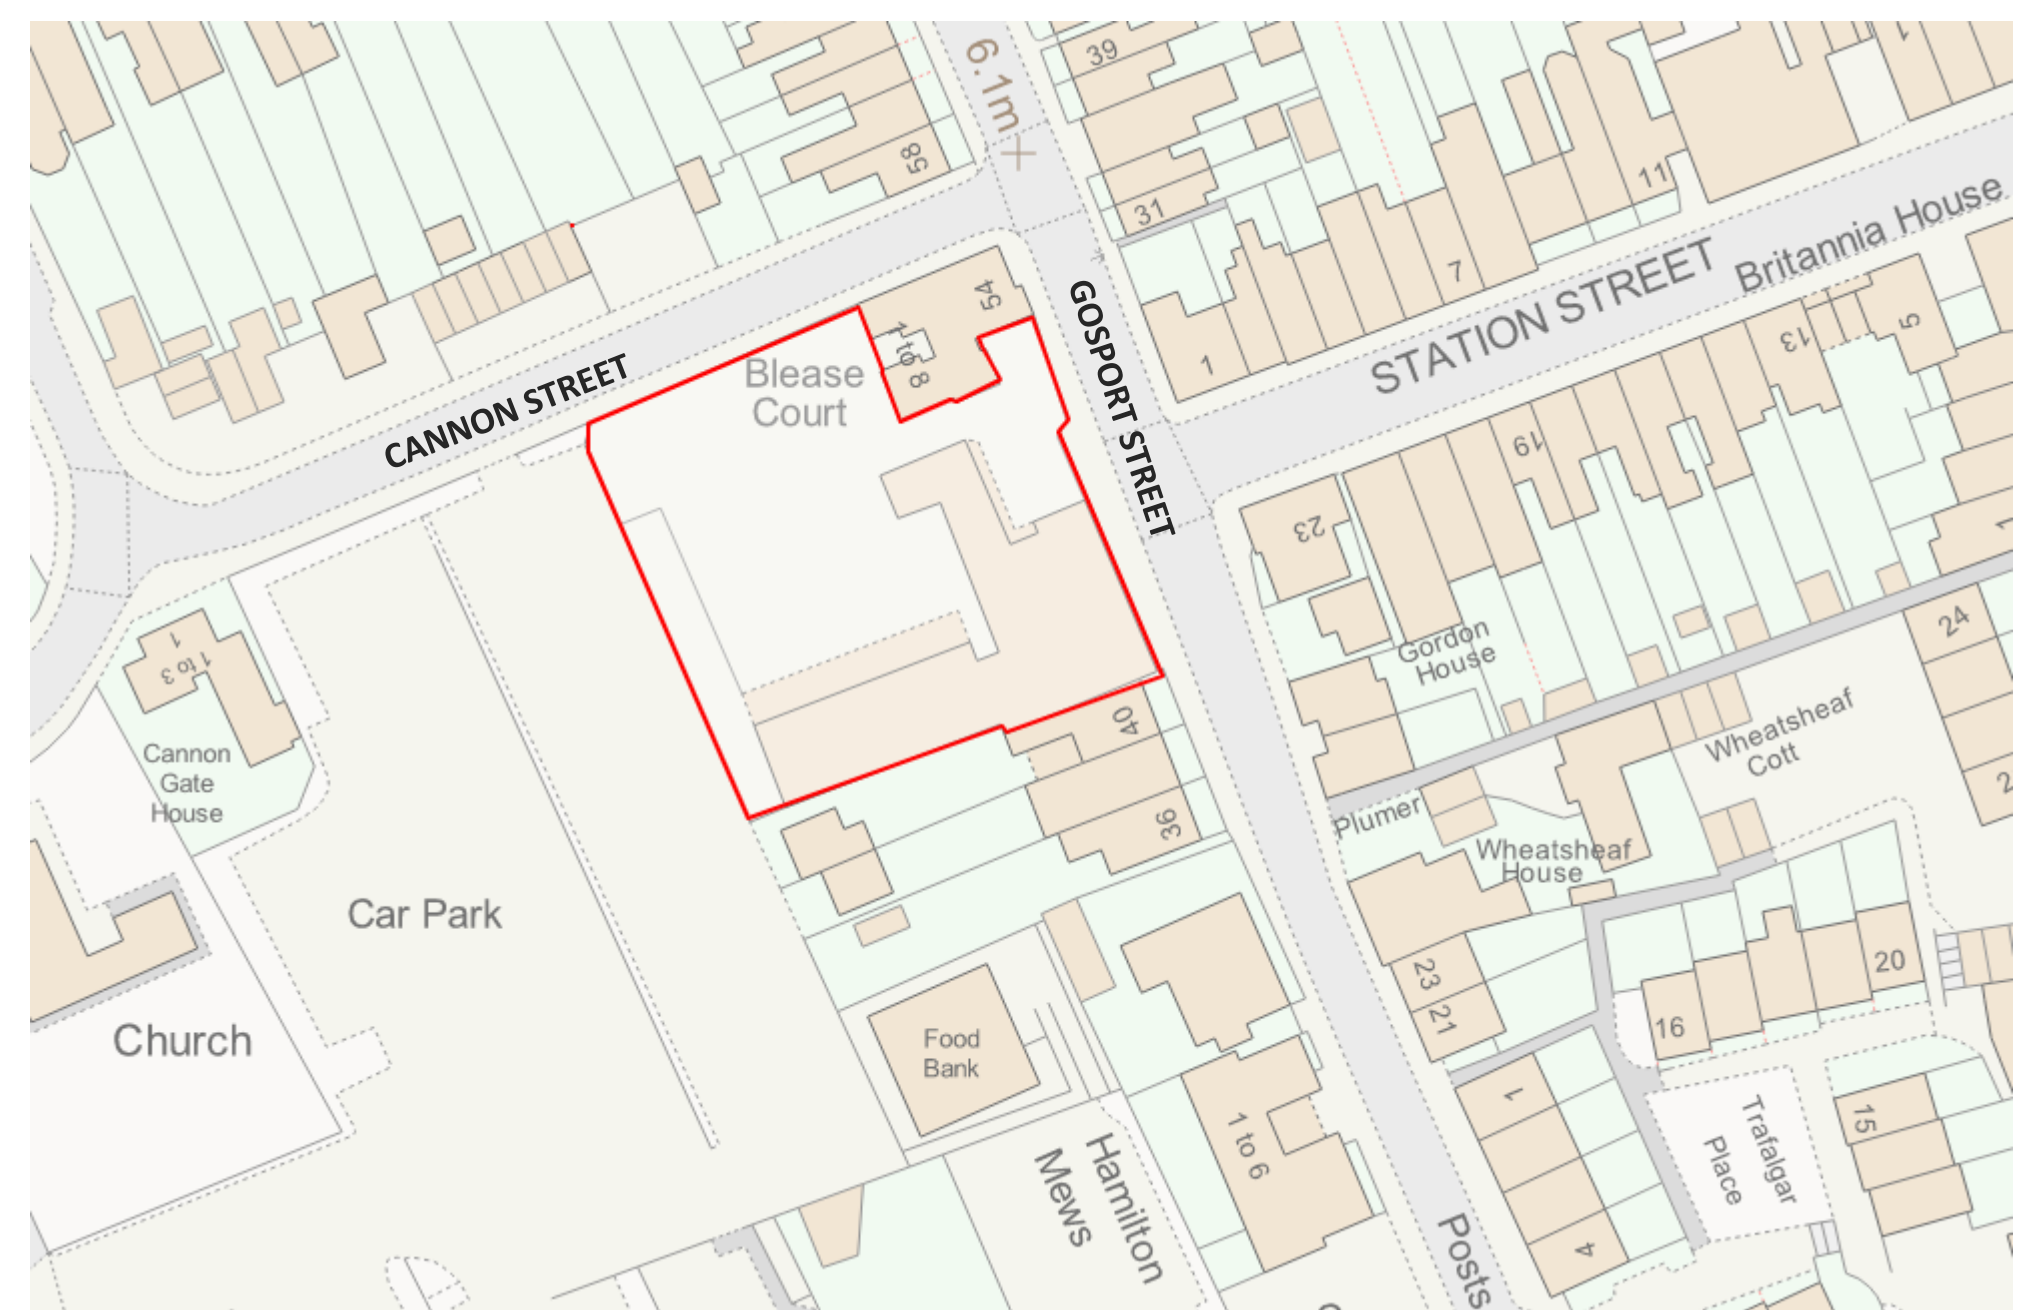 39
6.1m
58
11
31
7
1
54
1 to 8
GOSPORT STREET
STATION STREET
Britannia House
5
13
Blease
Court
CANNON STREET
19
23
1
24
Gordon
House
1
1 to 3
Cannon
Gate
House
40
36
Wheatsheaf
Cott
2
Plumer
Wheatsheaf
House
Car Park
23
21
20
16
Church
Food
Bank
1
15
Trafalgar
Place
1 to 6
Hamilton
Mews
4
Posts